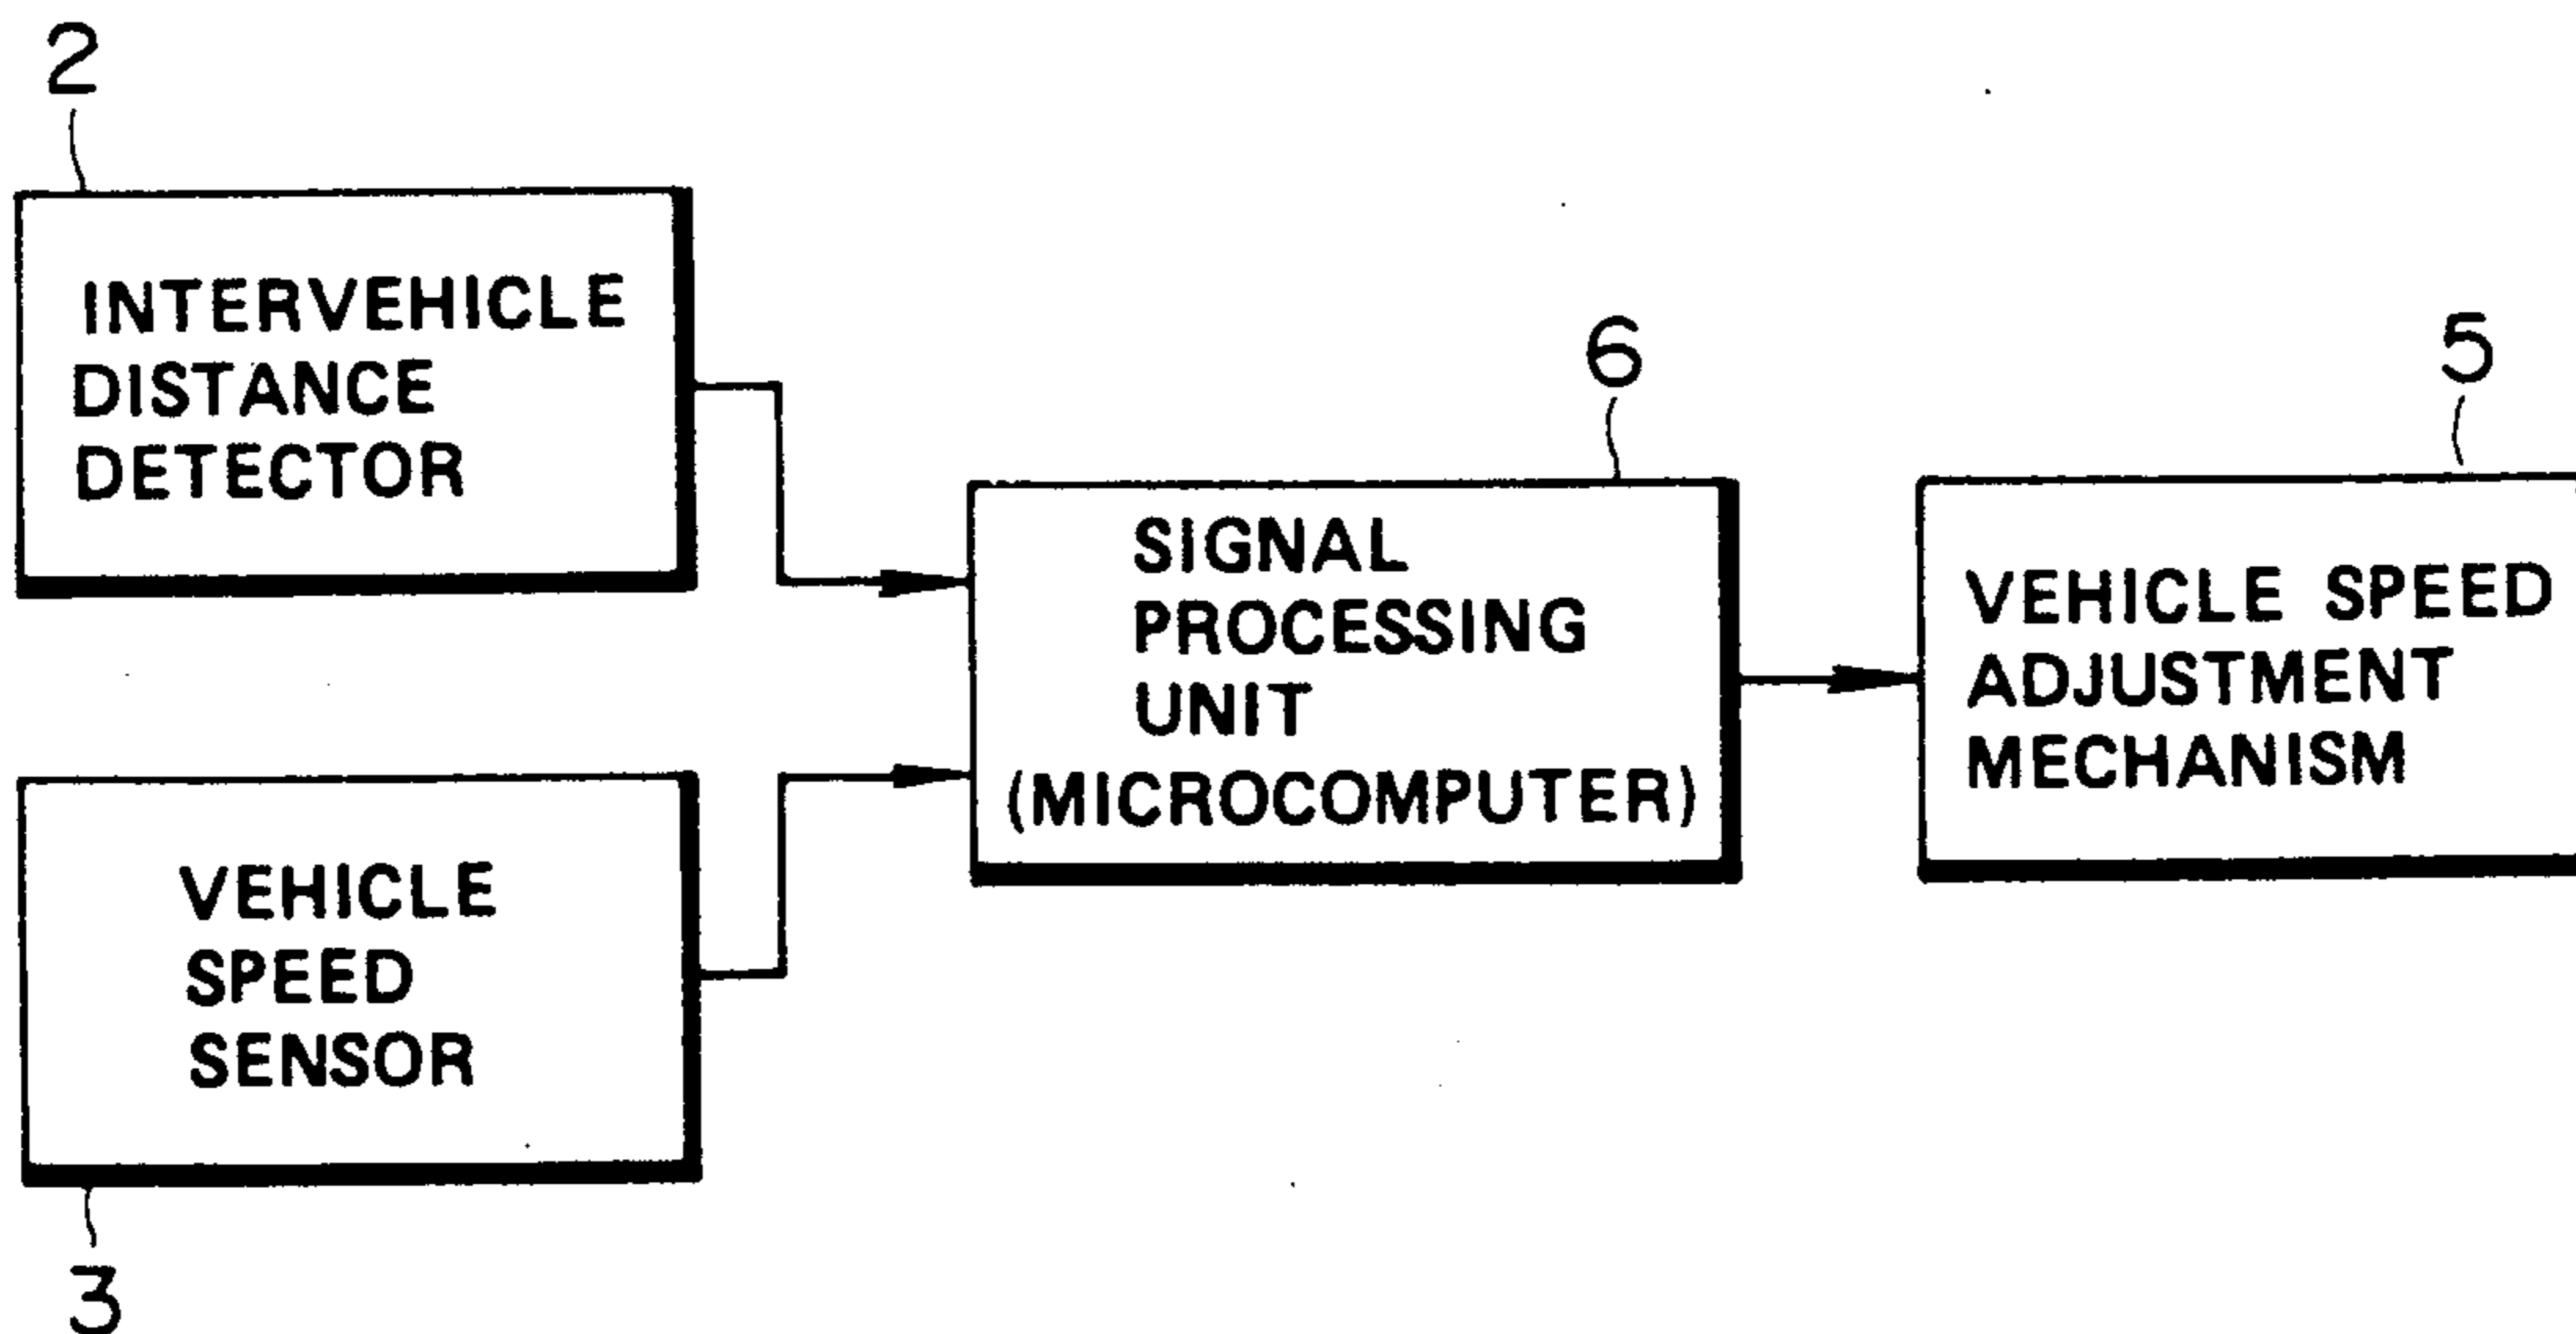 2
INTERVEHICLE
DISTANCE
DETECTOR
6
SIGNAL
PROCESSING
UNIT
(MICROCOMPUTER)
5
VEHICLE SPEED
ADJUSTMENT
MECHANISM
VEHICLE
SPEED
SENSOR
3